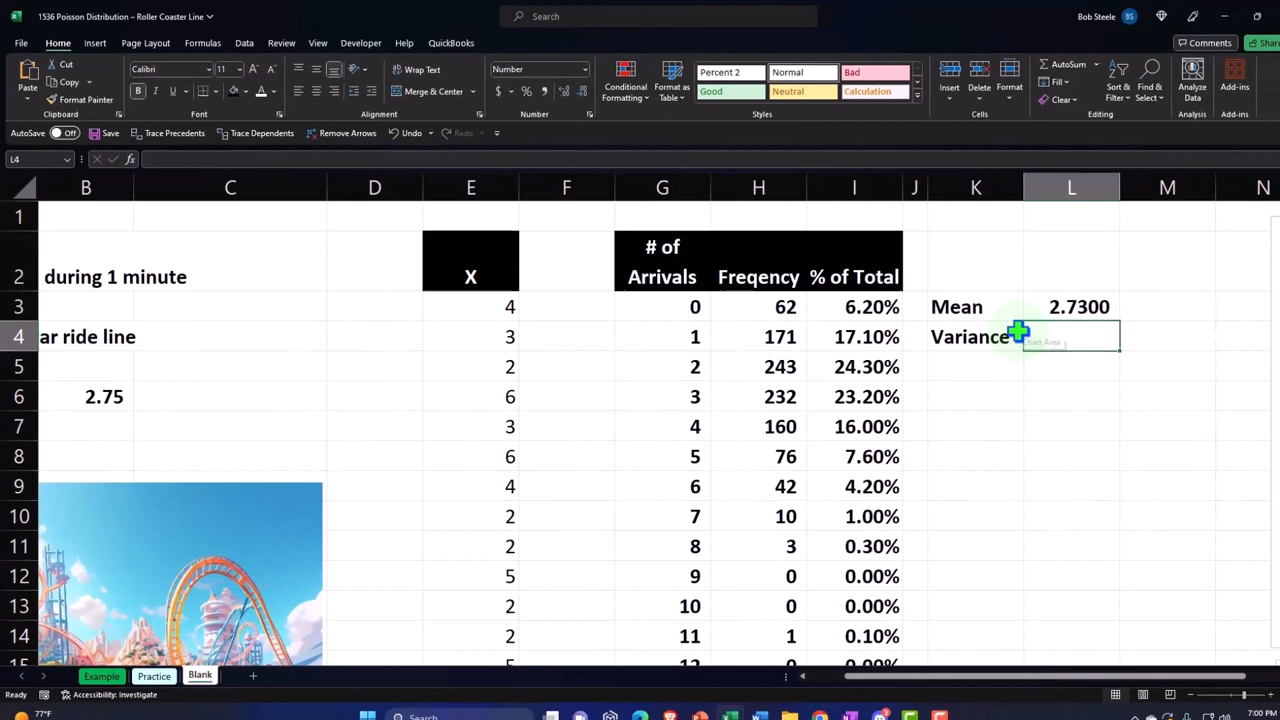 1536 Poisson Distribution – Roller Coaster Line
Search
Bob Steele
BS
File
Home
Insert
Page Layout
Formulas
Data
Review
View
Developer
Help
QuickBooks
Comments
Share
Paste
Cut
Copy
Format Painter
Clipboard
Calibri
11
Font
Wrap Text
Merge & Center
Alignment
Number
Number
Conditional Formatting
Format as Table
Percent 2
Normal
Bad
Good
Neutral
Calculation
Styles
Insert
Delete
Format
Cells
AutoSum
Fill
Clear
Sort & Filter
Find & Select
Editing
Analyze Data
Analysis
Add-ins
Add-ins
AutoSave Off
Save
Trace Precedents
Trace Dependents
Remove Arrows
Undo
Redo
L4
fx
B C D E F G H I J K L M N
1
2 during 1 minute X # of Arrivals Freqency % of Total
3 4 0 62 6.20% Mean 2.7300
4 ar ride line 3 1 171 17.10% Variance Chart Area
5 2 2 243 24.30%
6 2.75 6 3 232 23.20%
7 3 4 160 16.00%
8 6 5 76 7.60%
9 4 6 42 4.20%
10 2 7 10 1.00%
11 2 8 3 0.30%
12 5 9 0 0.00%
13 2 10 0 0.00%
14 2 11 1 0.10%
15 5 12 0 0.00%
Example
Practice
Blank
Ready
Accessibility: Investigate
77°F
Search
7:00 PM